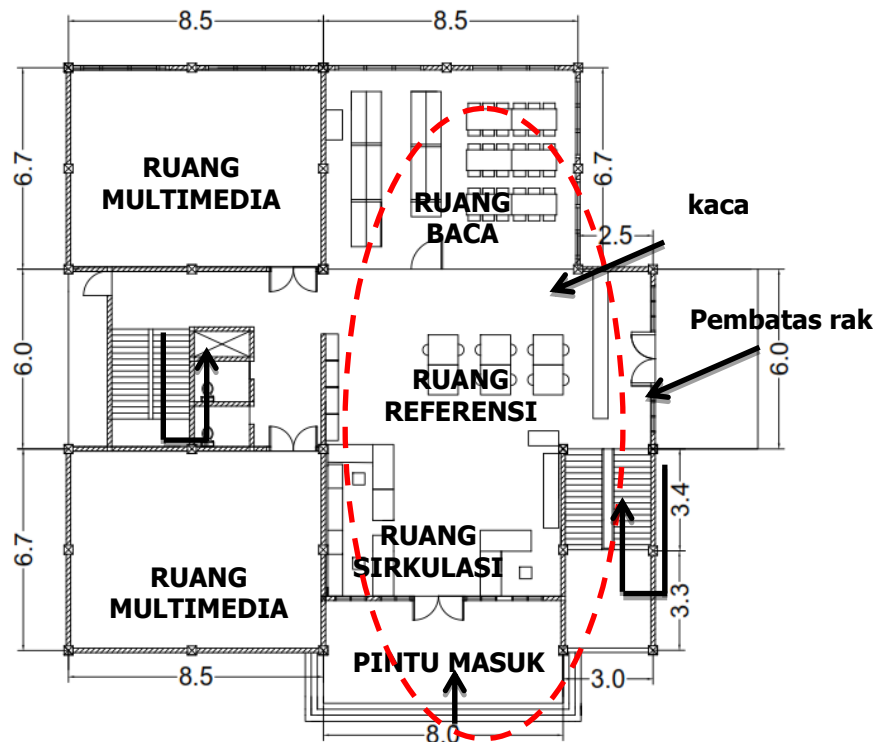 8.5
8.5
6.7
RUANG
MULTIMEDIA
RUANG
BACA
6.7
kaca
2.5
Pembatas rak
6.0
6.0
RUANG
REFERENSI
3.4
6.7
RUANG
MULTIMEDIA
RUANG
SIRKULASI
3.3
PINTU MASUK
8.5
3.0
8.0